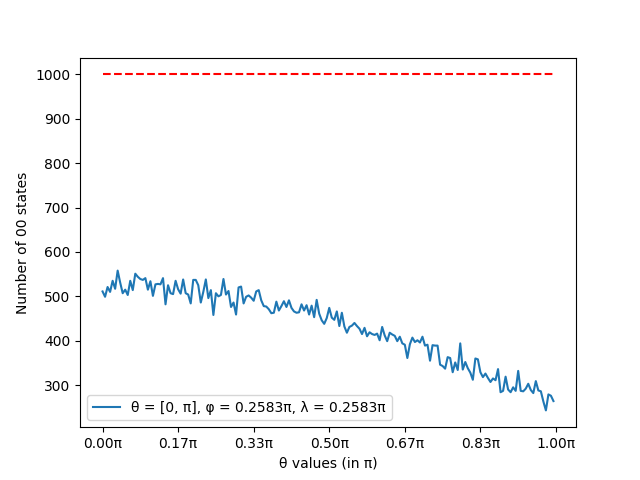 1000
900
800
700
600
500
400
300
Number of 00 states
θ = [0, π], φ = 0.2583π, λ = 0.2583π
0.00π 0.17π 0.33π 0.50π 0.67π 0.83π 1.00π
θ values (in π)